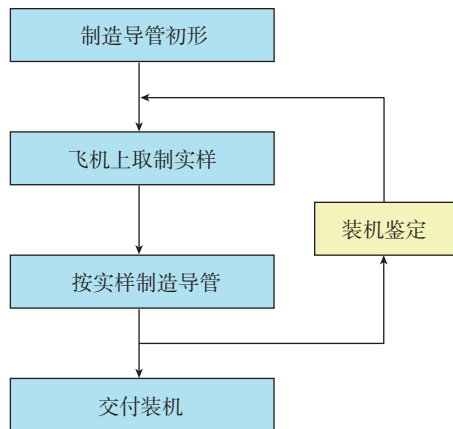 制造导管初形
飞机上取制实样
装机鉴定
按实样制造导管
交付装机